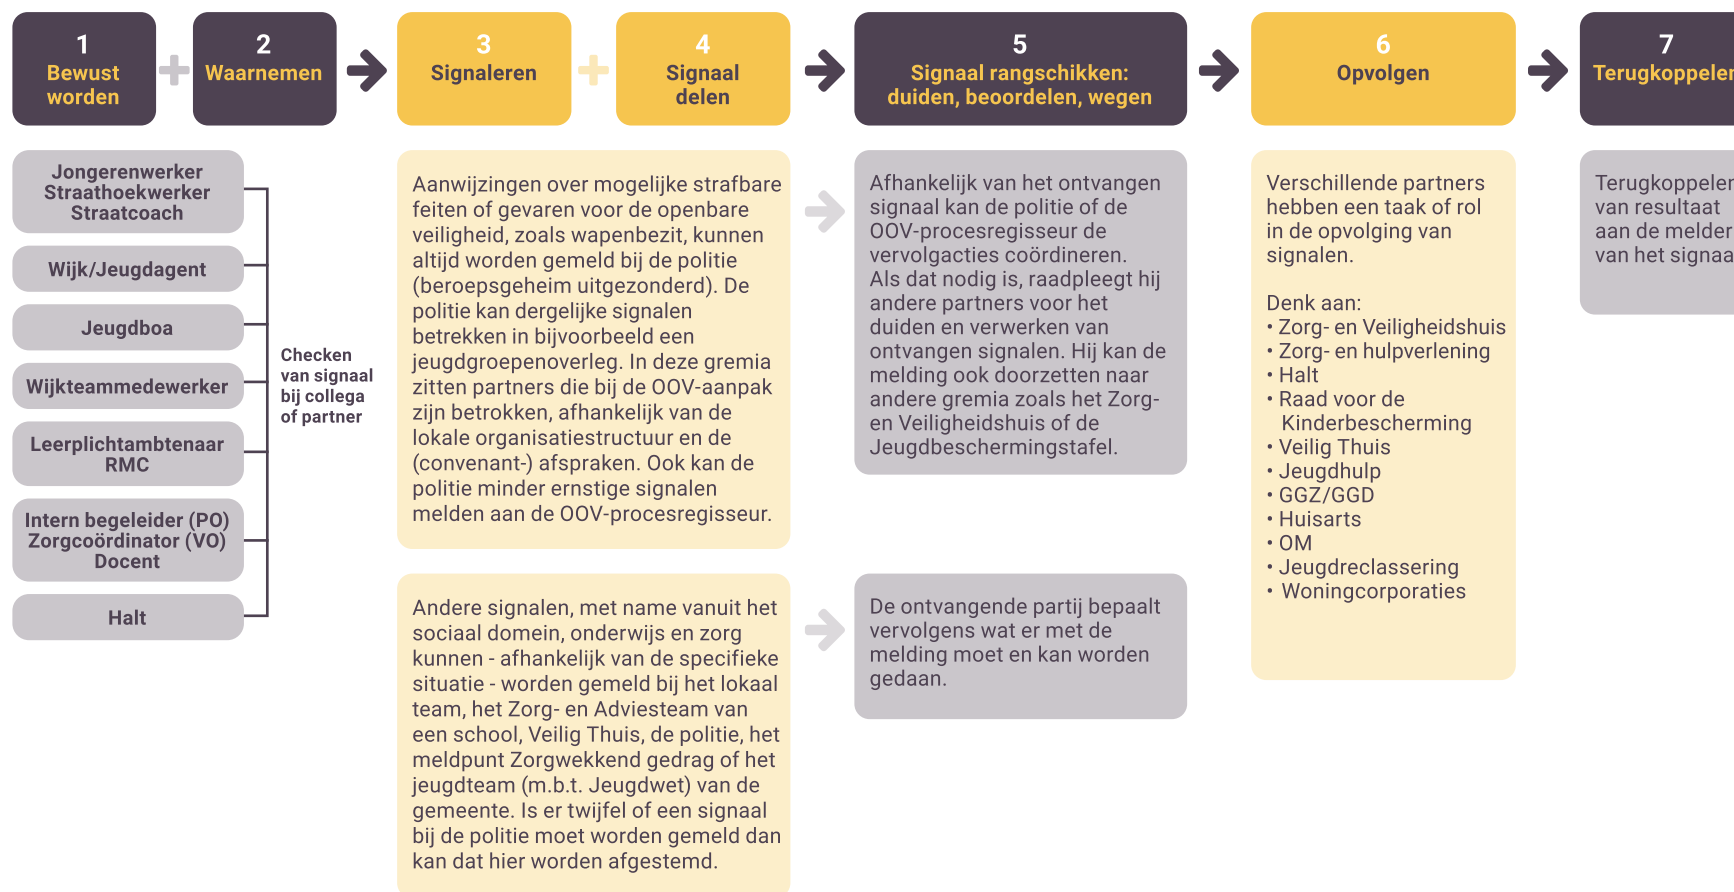 1
Bewust
worden
2
Waarnemen
3
Signaleren
4
Signaal
delen
5
Signaal rangschikken:
duiden, beoordelen, wegen
6
Opvolgen
7
Terugkoppelen
Jongerenwerker
Straathoekwerker
Straatcoach
Wijk/Jeugdagent
Jeugdboa
Wijkteammedewerker
Leerplichtambtenaar
RMC
Intern begeleider (PO)
Zorgcoördinator (VO)
Docent
Halt
Checken
van signaal
bij collega
of partner
Aanwijzingen over mogelijke strafbare
feiten of gevaren voor de openbare
veiligheid, zoals wapenbezit, kunnen
altijd worden gemeld bij de politie
(beroepsgeheim uitgezonderd). De
politie kan dergelijke signalen
betrekken in bijvoorbeeld een
jeugdgroepenoverleg. In deze gremia
zitten partners die bij de OOV-aanpak
zijn betrokken, afhankelijk van de
lokale organisatiestructuur en de
(convenant-) afspraken. Ook kan de
politie minder ernstige signalen
melden aan de OOV-procesregisseur.
Andere signalen, met name vanuit het
sociaal domein, onderwijs en zorg
kunnen - afhankelijk van de specifieke
situatie - worden gemeld bij het lokaal
team, het Zorg- en Adviesteam van
een school, Veilig Thuis, de politie, het
meldpunt Zorgwekkend gedrag of het
jeugdteam (m.b.t. Jeugdwet) van de
gemeente. Is er twijfel of een signaal
bij de politie moet worden gemeld dan
kan dat hier worden afgestemd.
Afhankelijk van het ontvangen
signaal kan de politie of de
OOV-procesregisseur de
vervolgacties coördineren.
Als dat nodig is, raadpleegt hij
andere partners voor het
duiden en verwerken van
ontvangen signalen. Hij kan de
melding ook doorzetten naar
andere gremia zoals het Zorg-
en Veiligheidshuis of de
Jeugdbeschermingstafel.
De ontvangende partij bepaalt
vervolgens wat er met de
melding moet en kan worden
gedaan.
Verschillende partners
hebben een taak of rol
in de opvolging van
signalen.
Denk aan:
• Zorg- en Veiligheidshuis
• Zorg- en hulpverlening
• Halt
• Raad voor de
Kinderbescherming
• Veilig Thuis
• Jeugdhulp
• GGZ/GGD
• Huisarts
• OM
• Jeugdreclassering
• Woningcorporaties
Terugkoppelen
van resultaat
aan de melder
van het signaa